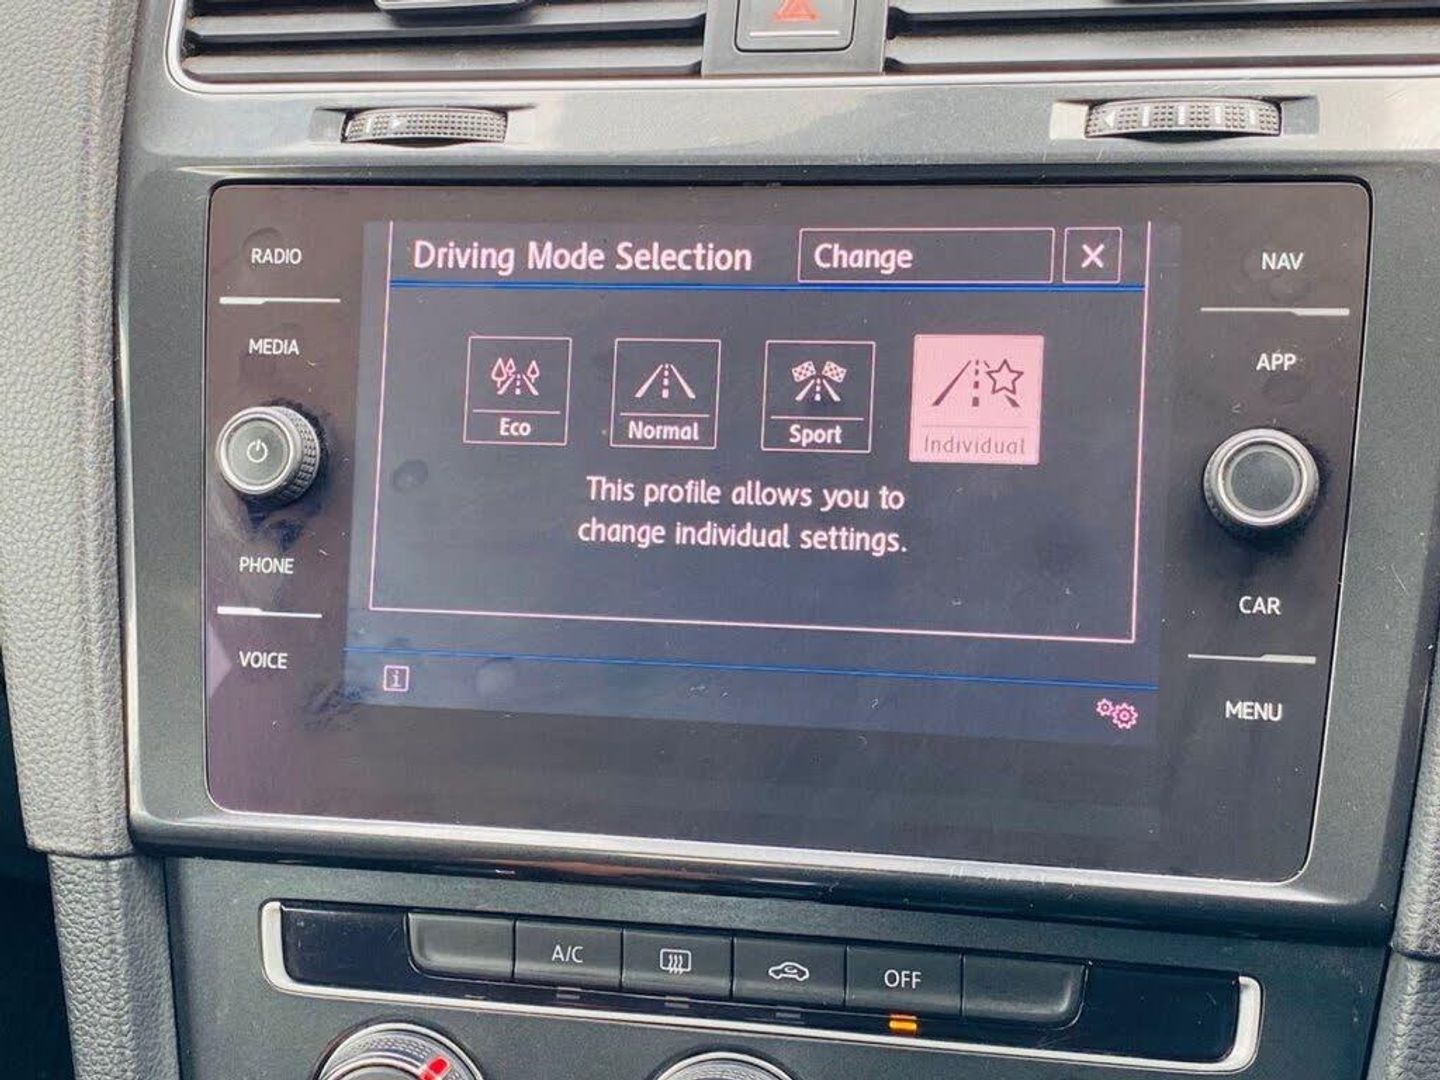 RADIO
MEDIA
PHONE
VOICE
Driving Mode Selection
Change
X
Eco
Normal
Sport
Individual
This profile allows you to
change individual settings.
i
NAV
APP
CAR
MENU
A/C
OFF